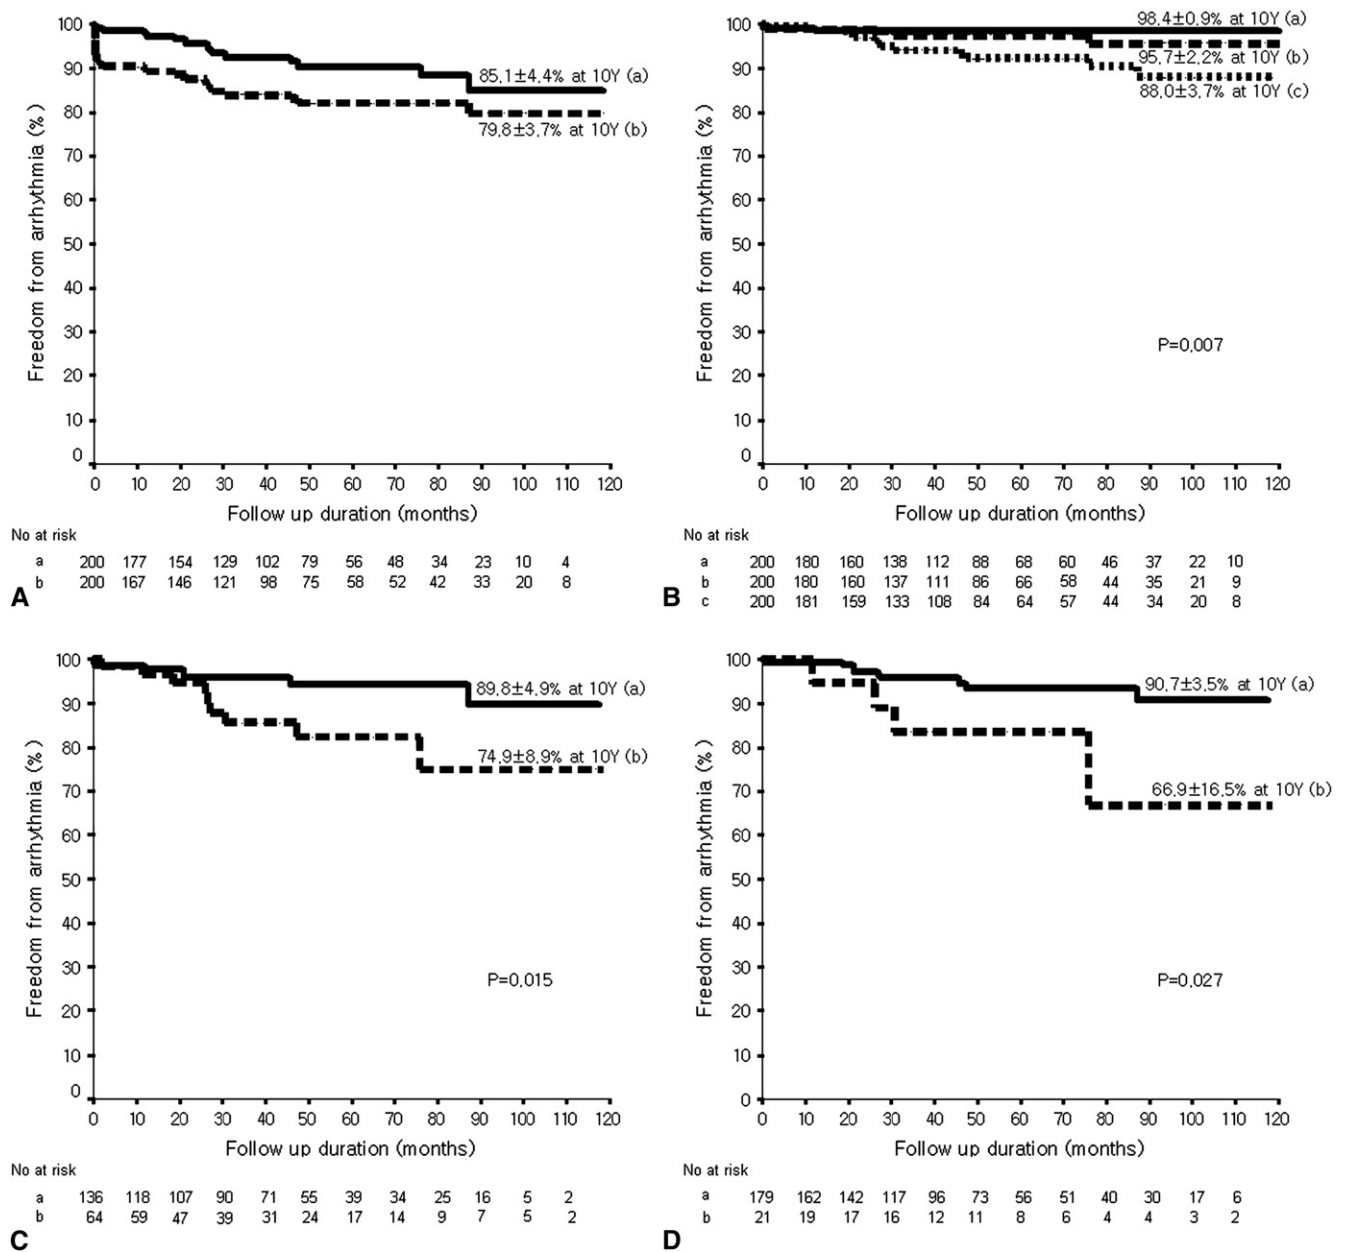 100
90
80
70
60
50
40
30
20
10
0
Freedom from arrhythmia (%)
85.1±4.4% at 10Y (a)
79.8±3.7% at 10Y (b)
0 10 20 30 40 50 60 70 80 90 100 110 120
Follow up duration (months)
No at risk
a 200 177 154 129 102 79 56 48 34 23 10 4
b 200 167 146 121 98 75 58 52 42 33 20 8
A
100
90
80
70
60
50
40
30
20
10
0
Freedom from arrhythmia (%)
98.4±0.9% at 10Y (a)
95.7±2.2% at 10Y (b)
88.0±3.7% at 10Y (c)
P=0.007
0 10 20 30 40 50 60 70 80 90 100 110 120
Follow up duration (months)
No at risk
a 200 180 160 138 112 88 68 60 46 37 22 10
b 200 180 160 137 111 86 66 58 44 35 21 9
c 200 181 159 133 108 84 64 57 44 34 20 8
B
100
90
80
70
60
50
40
30
20
10
0
Freedom from arrhythmia (%)
89.8±4.9% at 10Y (a)
74.9±8.9% at 10Y (b)
P=0.015
0 10 20 30 40 50 60 70 80 90 100 110 120
Follow up duration (months)
No at risk
a 136 118 107 90 71 55 39 34 25 16 5 2
b 64 59 47 39 31 24 17 14 9 7 5 2
C
100
90
80
70
60
50
40
30
20
10
0
Freedom from arrhythmia (%)
90.7±3.5% at 10Y (a)
66.9±16.5% at 10Y (b)
P=0.027
0 10 20 30 40 50 60 70 80 90 100 110 120
Follow up duration (months)
No at risk
a 179 162 142 117 96 73 56 51 40 30 17 6
b 21 19 17 16 12 11 8 6 4 4 3 2
D